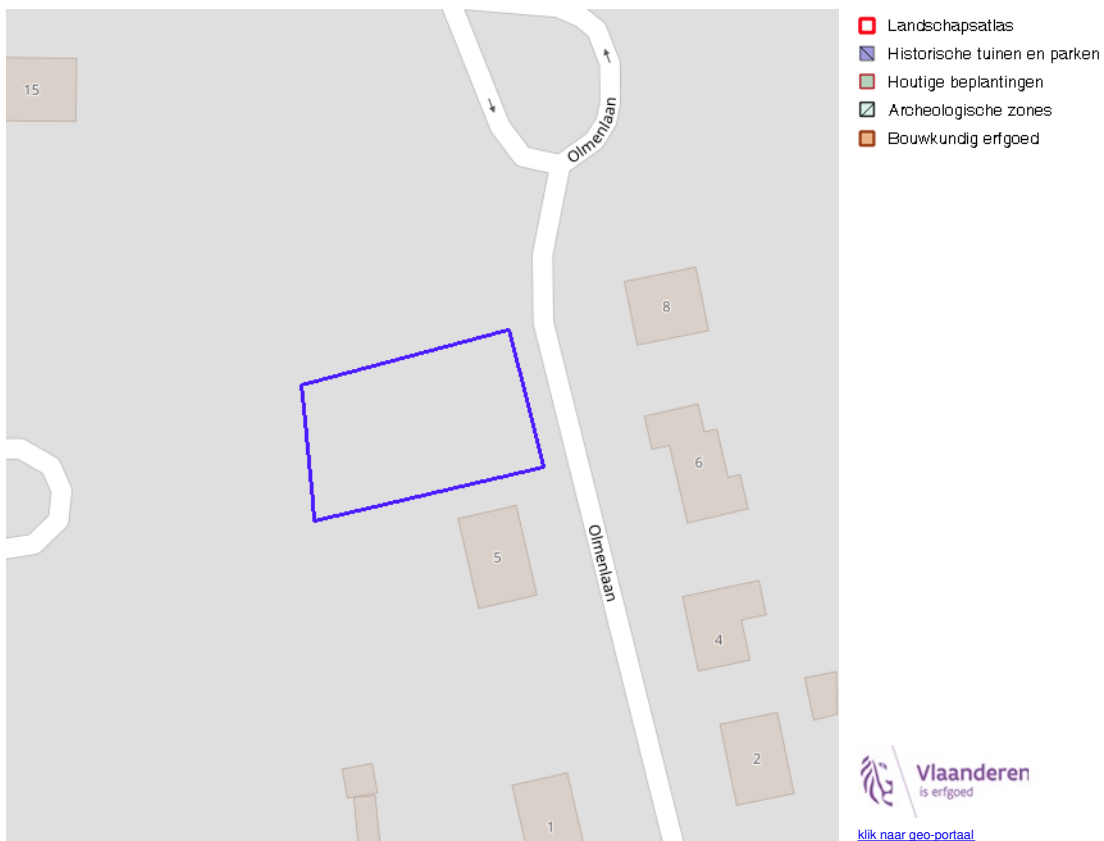 Landschapsatlas
Historische tuinen en parken
Houtige beplantingen
Archeologische zones
Bouwkundig erfgoed
15
Olmenlaan
8
6
5
Olmenlaan
4
2
1
Vlaanderen
is erfgoed
klik naar geo-portaal